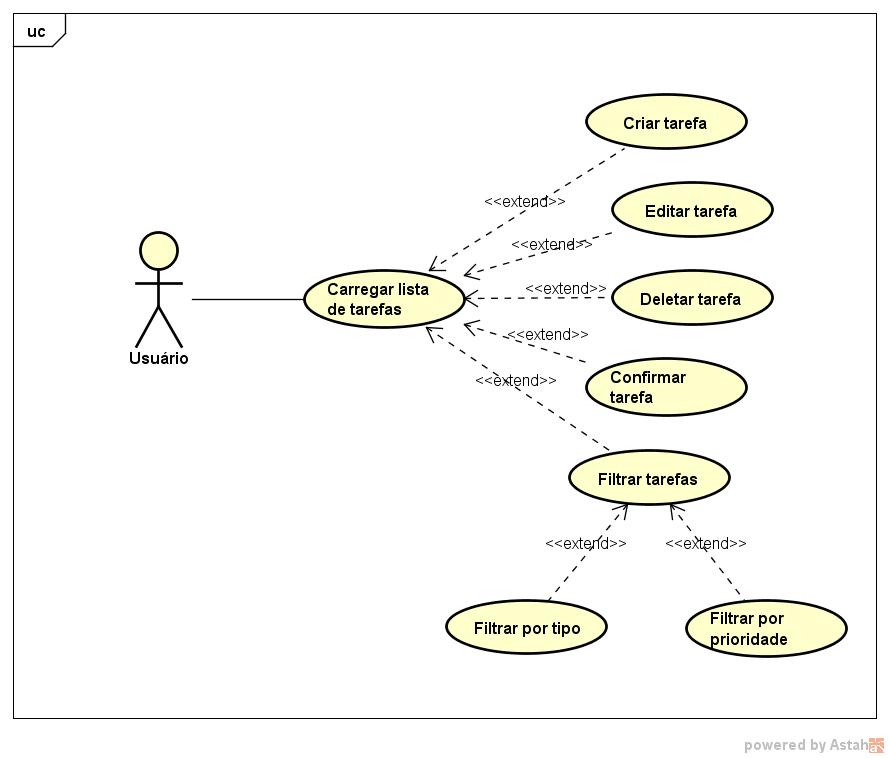 uc
Criar tarefa
<<extend>>
Editar tarefa
<<extend>>
Carregar lista
de tarefas
<<extend>>
Deletar tarefa
<<extend>>
Usuário
Confirmar
tarefa
<<extend>>
Filtrar tarefas
<<extend>>
<<extend>>
Filtrar por tipo
Filtrar por
prioridade
powered by Astah